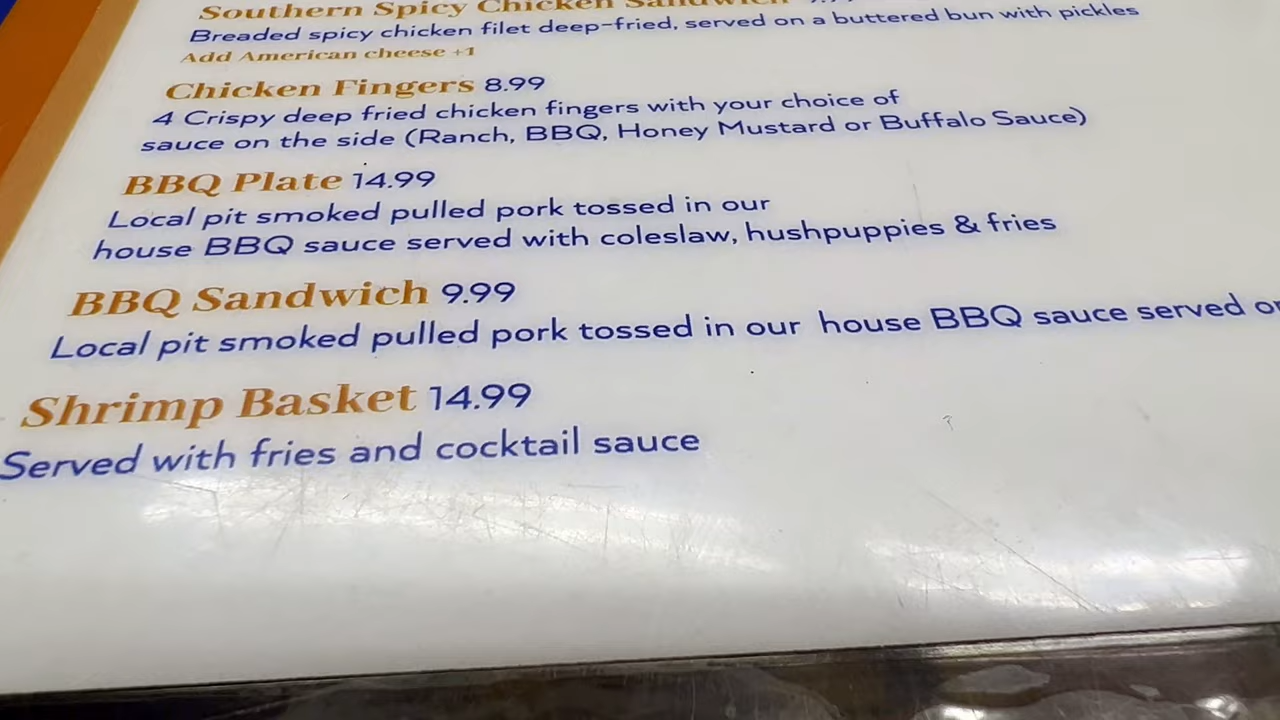 Southern Spicy Chicken Sandwich
Breaded spicy chicken filet deep-fried, served on a buttered bun with pickles
Add American cheese +1
Chicken Fingers 8.99
4 Crispy deep fried chicken fingers with your choice of
sauce on the side (Ranch, BBQ, Honey Mustard or Buffalo Sauce)
BBQ Plate 14.99
Local pit smoked pulled pork tossed in our
house BBQ sauce served with coleslaw, hushpuppies & fries
BBQ Sandwich 9.99
Local pit smoked pulled pork tossed in our house BBQ sauce served
Shrimp Basket 14.99
Served with fries and cocktail sauce